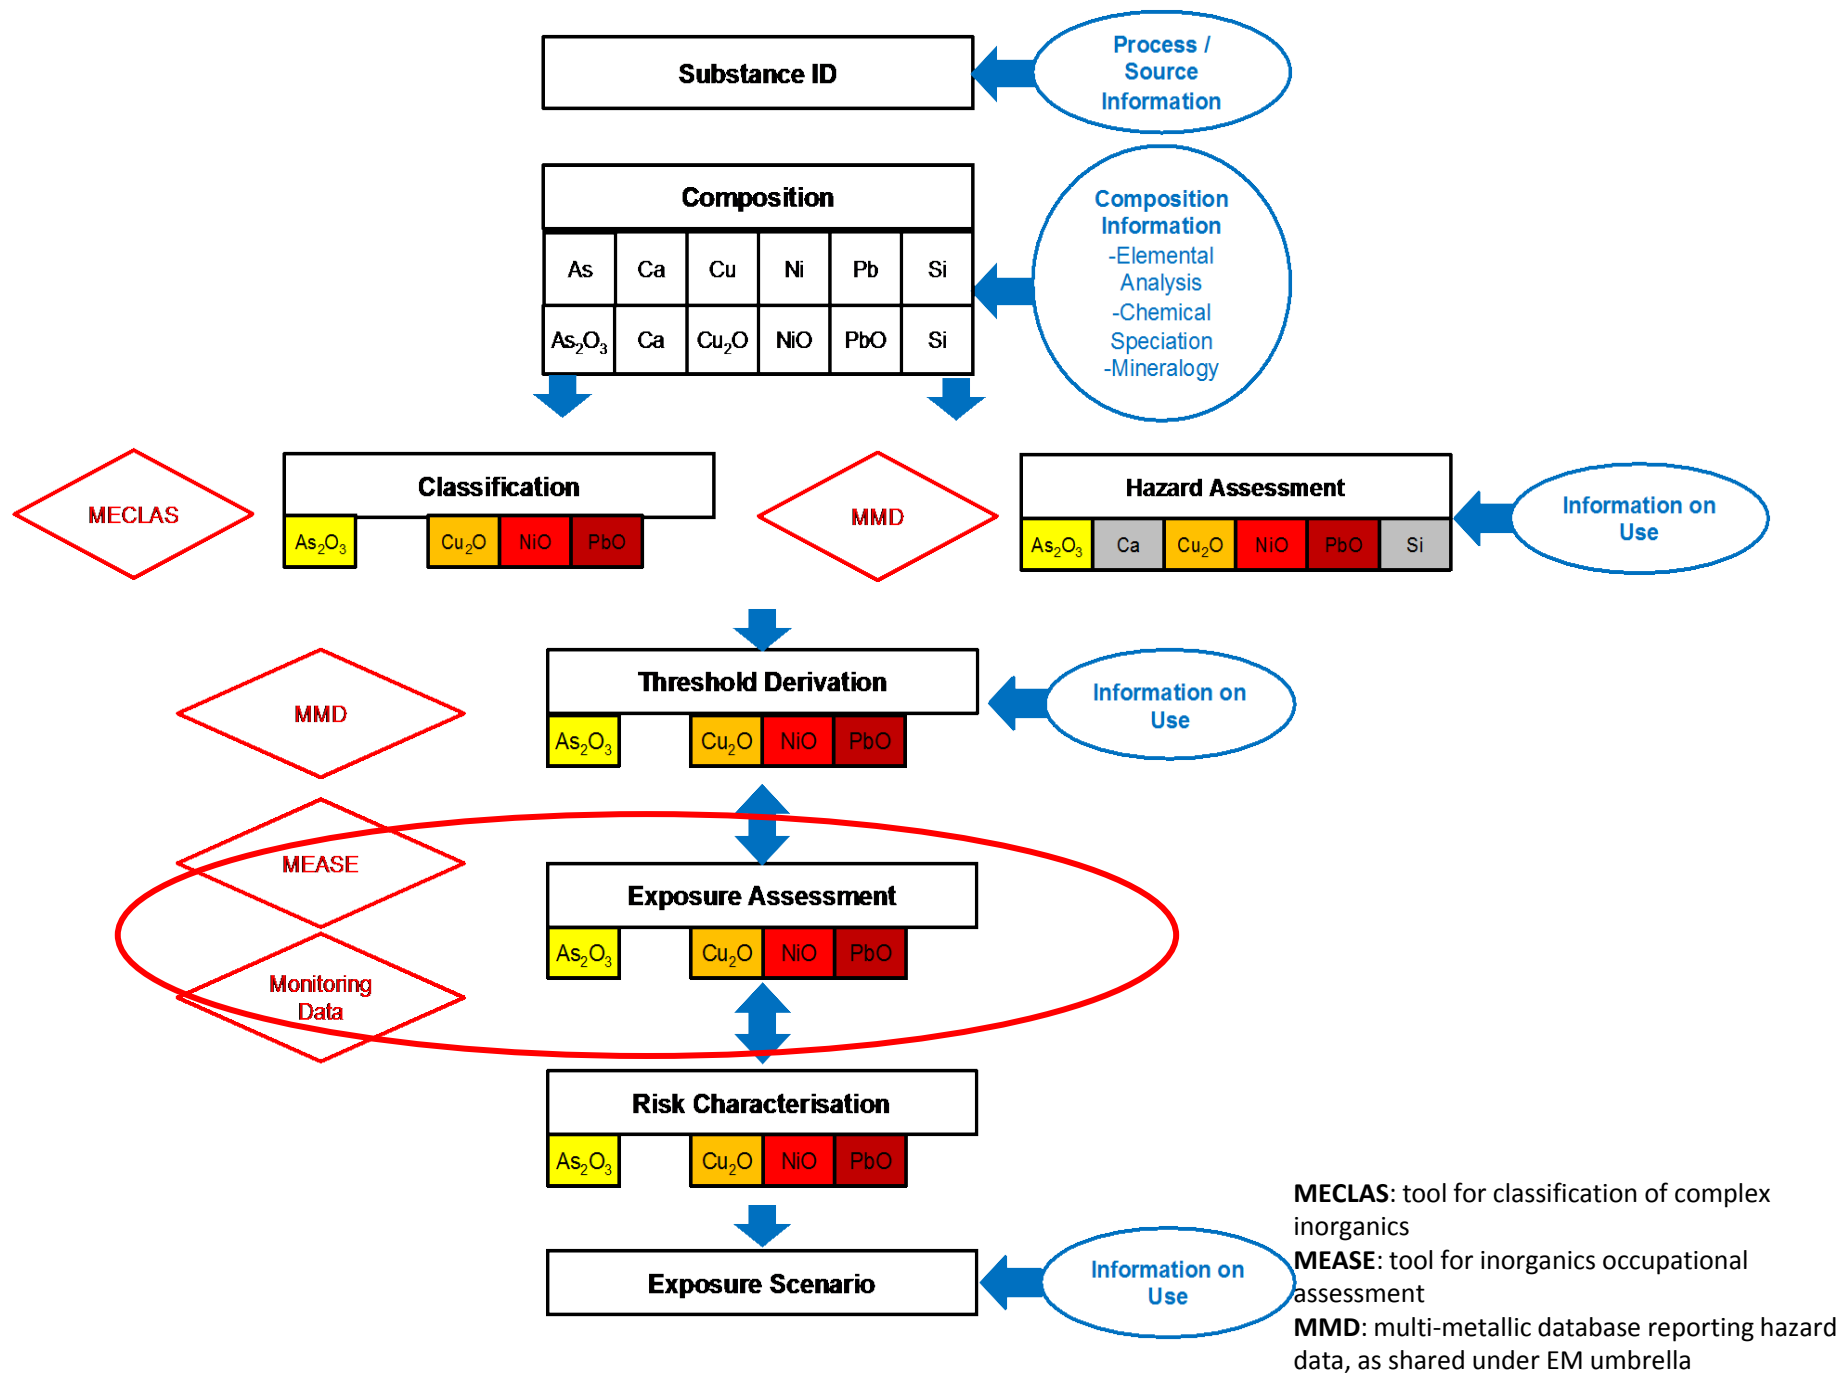 Substance ID
Process /
Source
Information
Composition
As Ca Cu Ni Pb Si
As₂O₃ Ca Cu₂O NiO PbO Si
Composition
Information
-Elemental
Analysis
-Chemical
Speciation
-Mineralogy
MECLAS
Classification
As₂O₃ Cu₂O NiO PbO
MMD
Hazard Assessment
As₂O₃ Ca Cu₂O NiO PbO Si
Information on
Use
MMD
Threshold Derivation
As₂O₃ Cu₂O NiO PbO
Information on
Use
MEASE
Exposure Assessment
As₂O₃ Cu₂O NiO PbO
Monitoring
Data
Risk Characterisation
As₂O₃ Cu₂O NiO PbO
Exposure Scenario
Information on
Use
MECLAS: tool for classification of complex
inorganics
MEASE: tool for inorganics occupational
assessment
MMD: multi-metallic database reporting hazard
data, as shared under EM umbrella